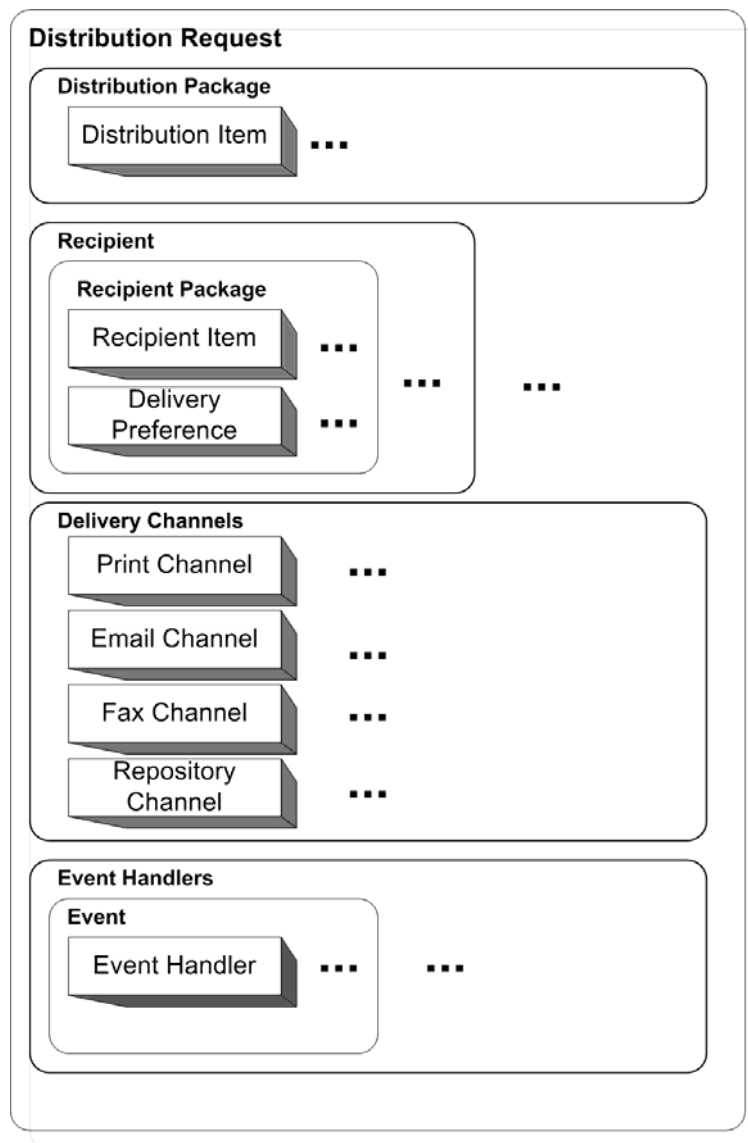 Distribution Request
Distribution Package
Distribution Item
...
Recipient
Recipient Package
Recipient Item
...
Delivery
Preference
...
...
...
Delivery Channels
Print Channel
...
Email Channel
...
Fax Channel
...
Repository
Channel
...
Event Handlers
Event
Event Handler
...
...